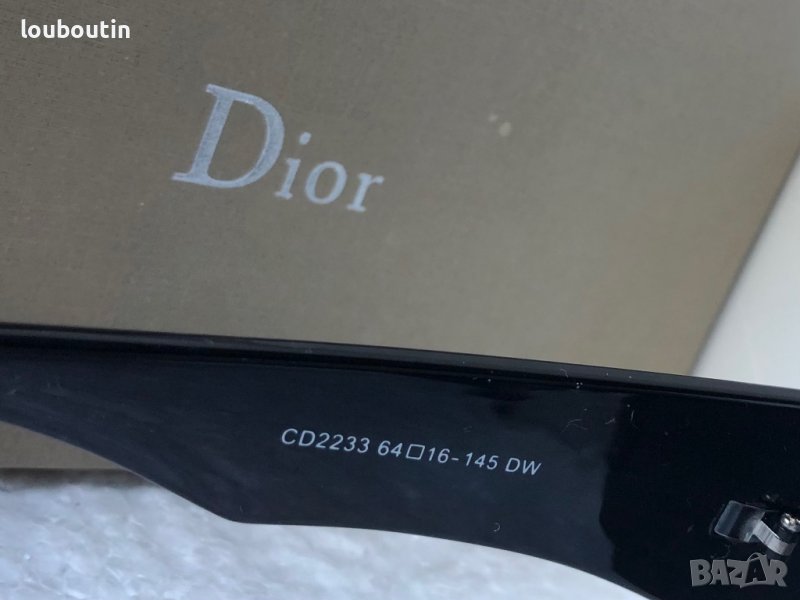 louboutin
Dior
CD2233 64□16-145 DW
BAZAR